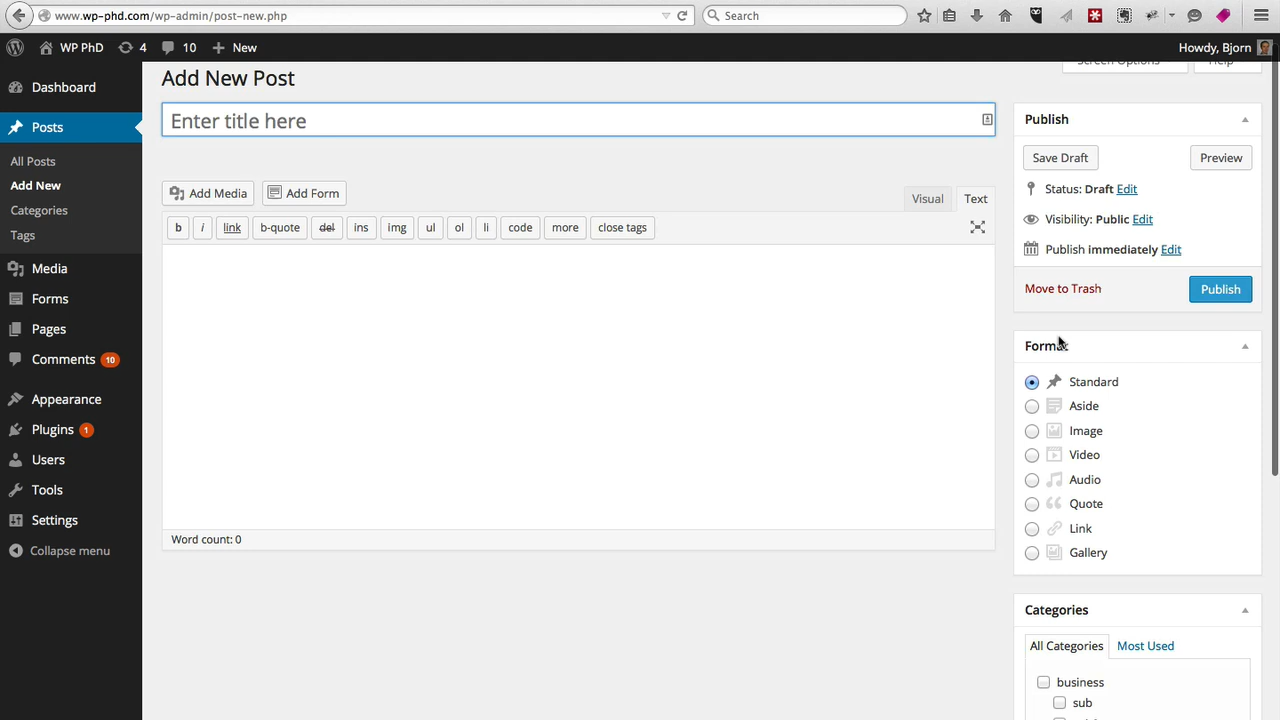 www.wp-phd.com/wp-admin/post-new.php
Search
WP PhD
4
10
New
Howdy, Bjorn
Screen Options
Help
Dashboard
Posts
All Posts
Add New
Categories
Tags
Media
Forms
Pages
Comments 10
Appearance
Plugins 1
Users
Tools
Settings
Collapse menu
Add New Post
Enter title here
Add Media
Add Form
Visual
Text
b
i
link
b-quote
del
ins
img
ul
ol
li
code
more
close tags
Word count: 0
Publish
Save Draft
Preview
Status: Draft Edit
Visibility: Public Edit
Publish immediately Edit
Move to Trash
Publish
Format
Standard
Aside
Image
Video
Audio
Quote
Link
Gallery
Categories
All Categories
Most Used
business
sub